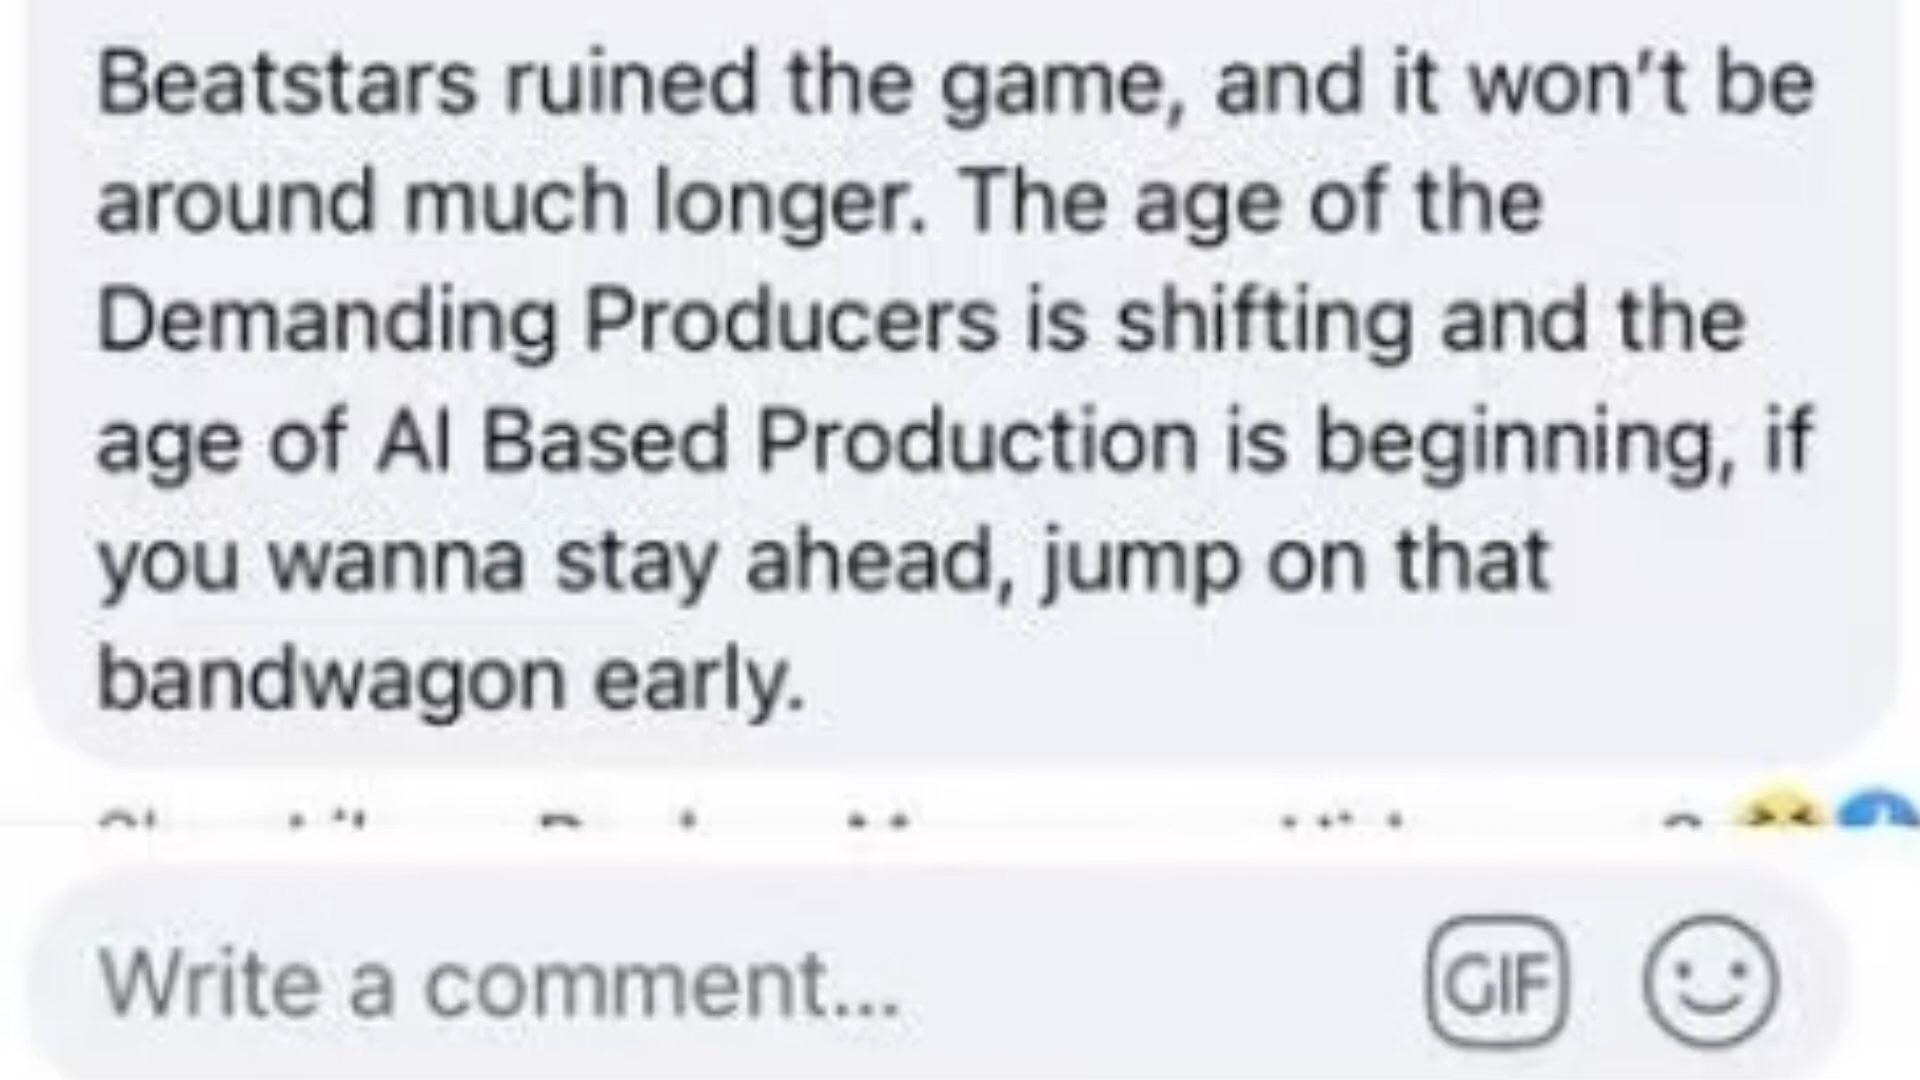 Beatstars ruined the game, and it won’t be
around much longer. The age of the
Demanding Producers is shifting and the
age of AI Based Production is beginning, if
you wanna stay ahead, jump on that
bandwagon early.
Write a comment...
GIF